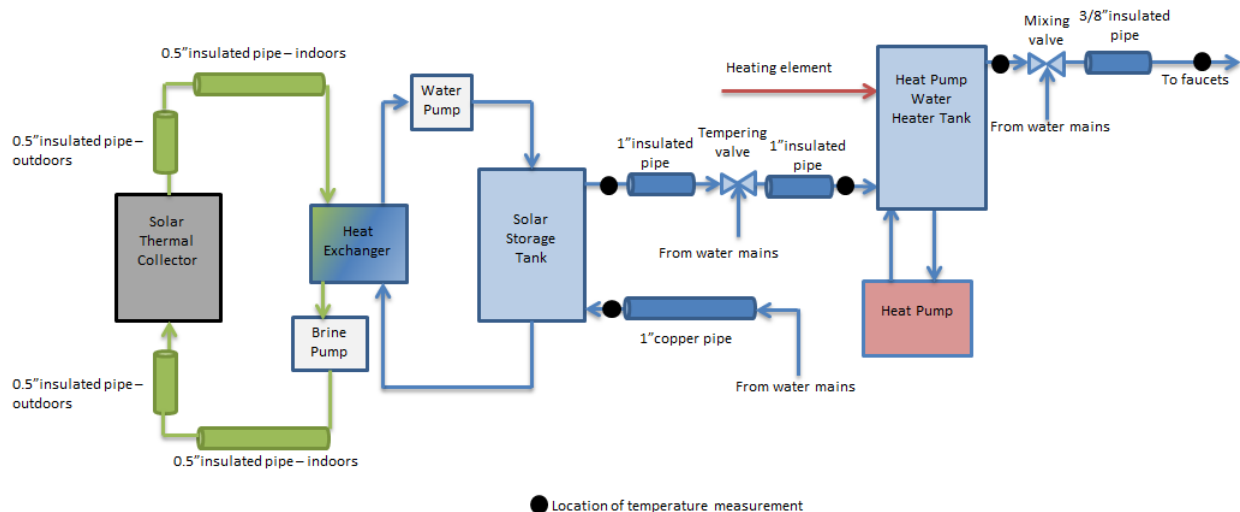 0.5”insulated pipe – indoors
0.5”insulated pipe –
outdoors
Solar
Thermal
Collector
0.5”insulated pipe –
outdoors
0.5”insulated pipe – indoors
Heat
Exchanger
Brine
Pump
Water
Pump
Solar
Storage
Tank
1”insulated
pipe
Tempering
valve
1”insulated
pipe
From water mains
1”copper pipe
From water mains
Heating element
Heat Pump
Water
Heater Tank
Heat Pump
Mixing
valve
3/8”insulated
pipe
To faucets
From water mains
Location of temperature measurement